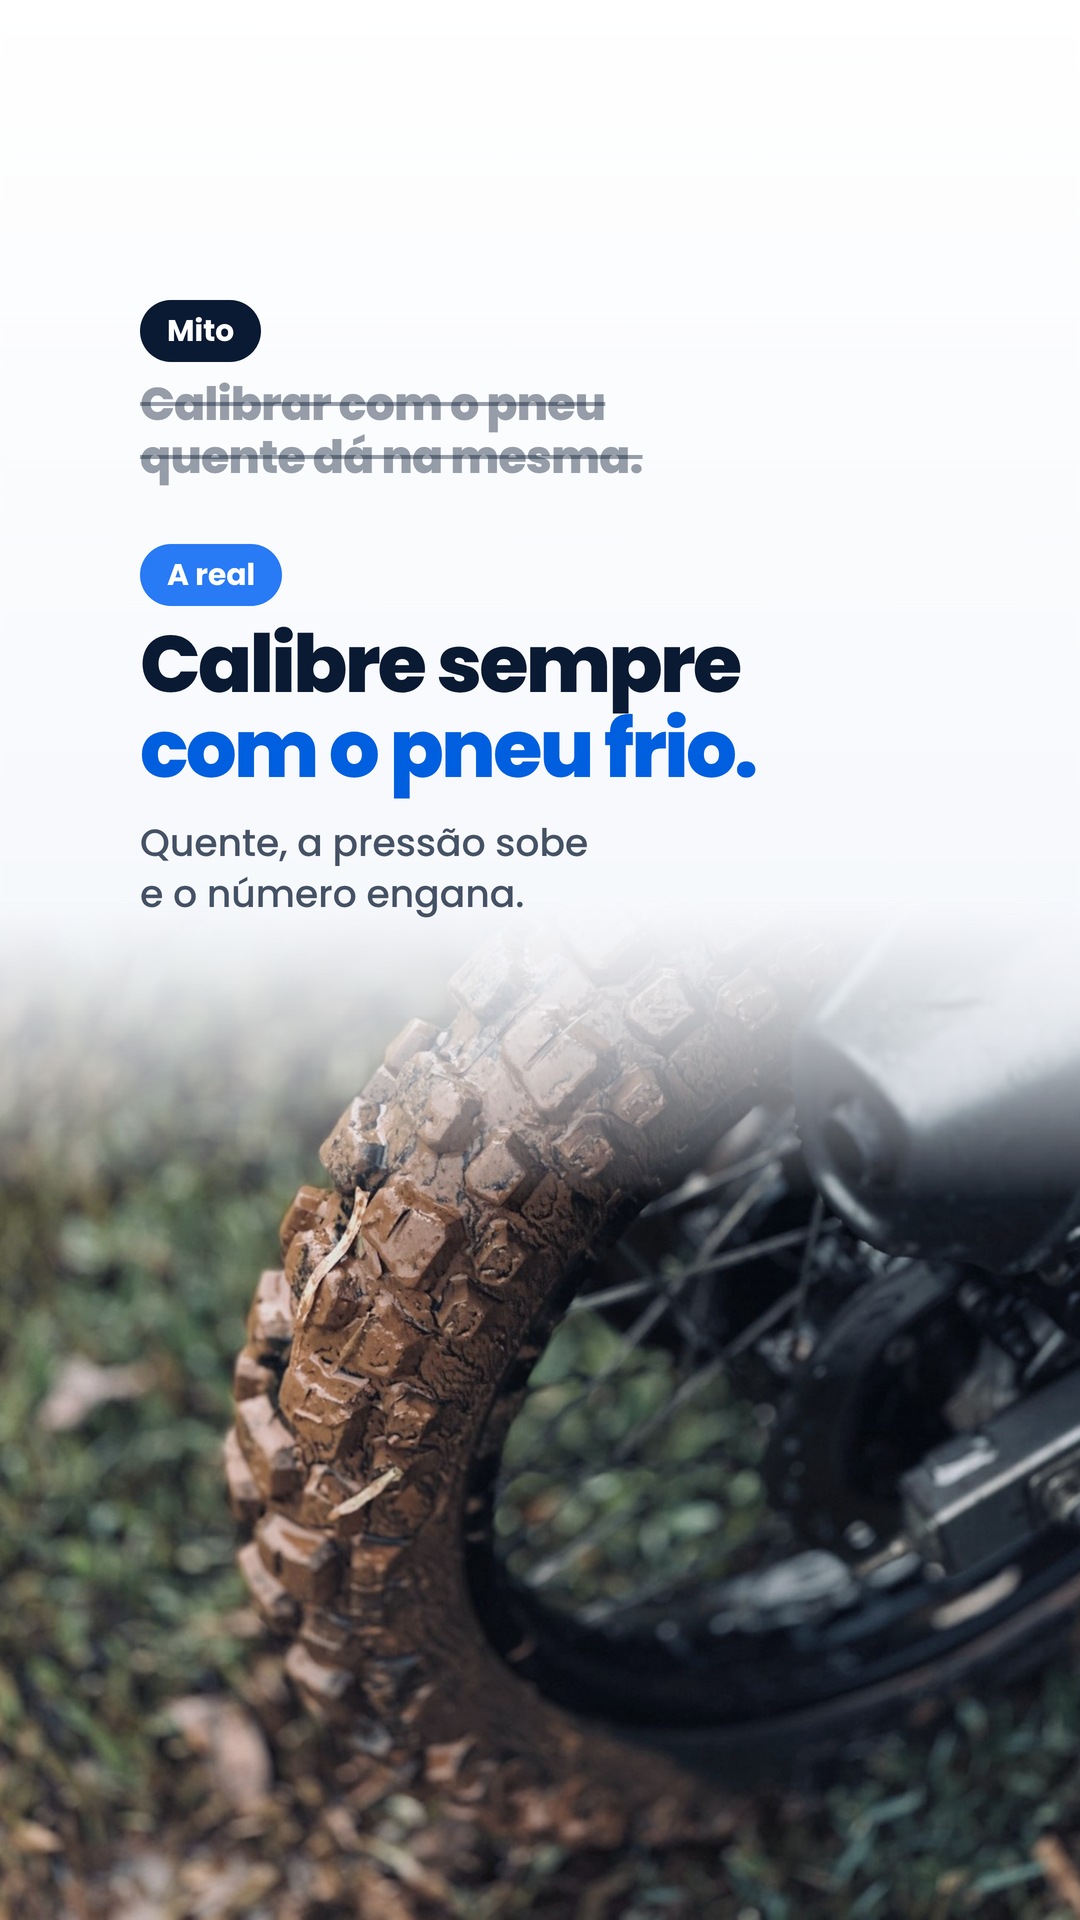 Mito
Calibrar com o pneu
quente dá na mesma.
A real
Calibre sempre
com o pneu frio.
Quente, a pressão sobe
e o número engana.